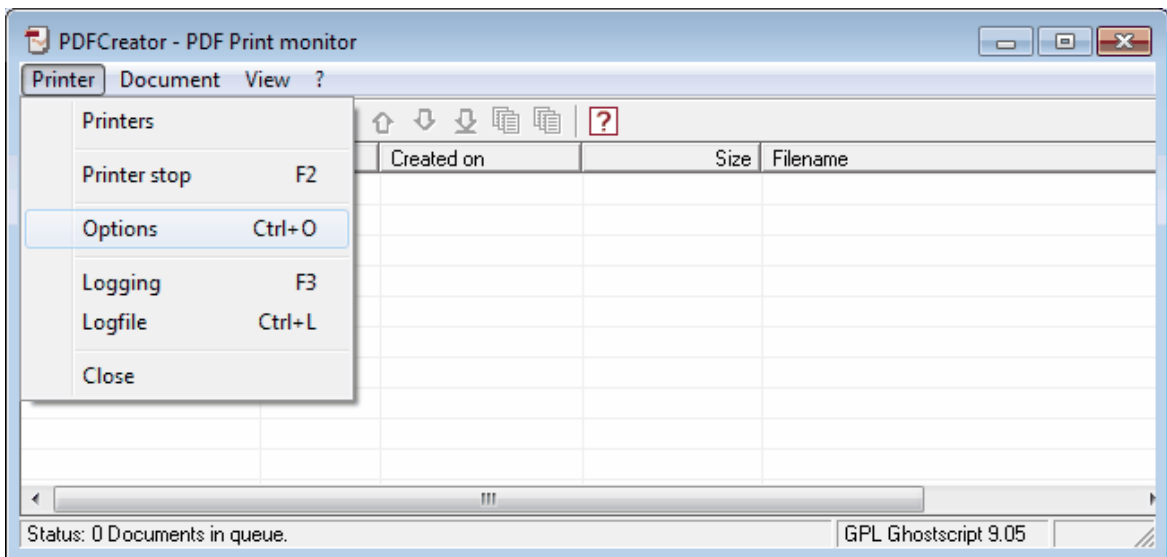 PDFCreator - PDF Print monitor
Printer Document View ?
Printers
Created on Size Filename
Printer stop F2
Options Ctrl+O
Logging F3
Logfile Ctrl+L
Close
Status: 0 Documents in queue. GPL Ghostscript 9.05